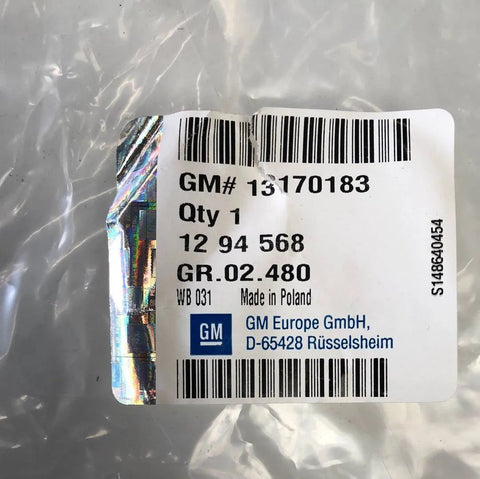 GM# 13170183
Qty 1
12 94 568
GR.02.480
WB 031 Made in Poland
GM
GM Europe GmbH,
D-65428 Rüsselsheim
S148640454